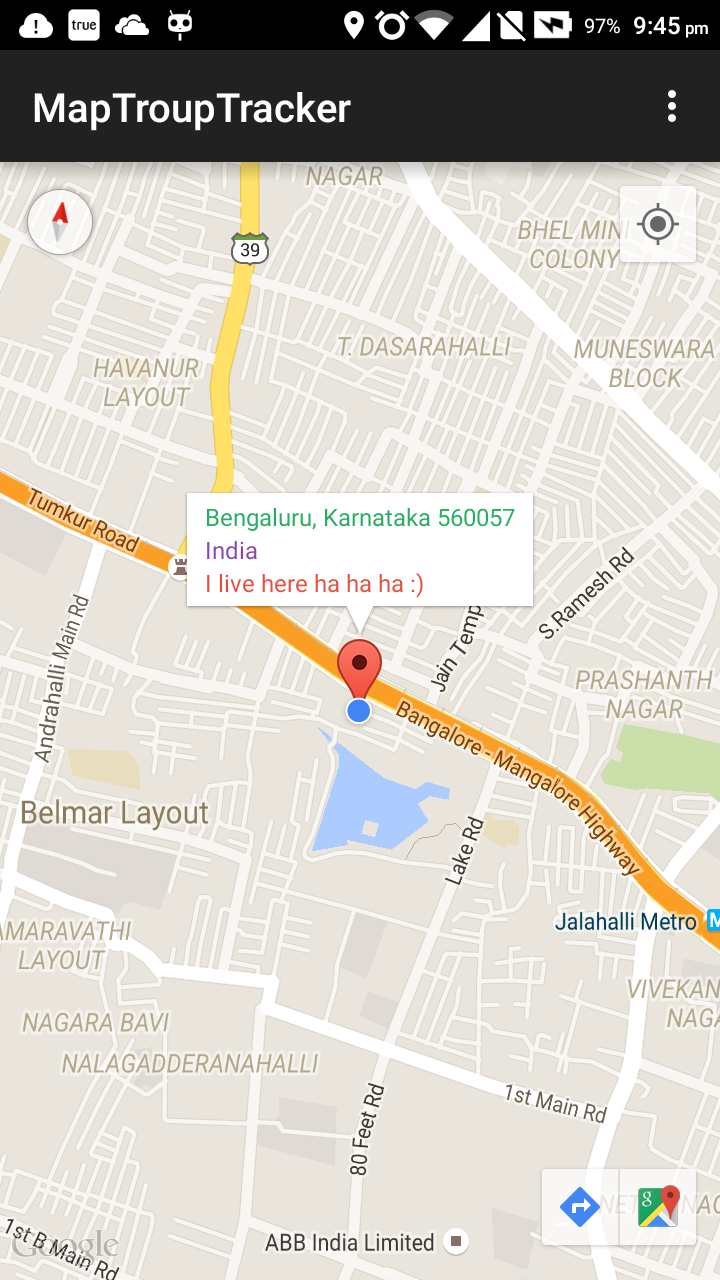 true
97% 9:45 pm
MapTroupTracker
NAGAR
BHEL MINI
COLONY
39
T. DASARAHALLI
MUNESWARA
BLOCK
HAVANUR
LAYOUT
Tumkur Road
Bengaluru, Karnataka 560057
India
I live here ha ha ha :)
S.Ramesh Rd
Jain Temp
Andrahalli Main Rd
PRASHANTH
NAGAR
Bangalore - Mangalore Highway
Belmar Layout
Lake Rd
Jalahalli Metro
M
AMARAVATHI
LAYOUT
VIVEKAN
NAGA
NAGARA BAVI
NALAGADDERANAHALLI
1st Main Rd
80 Feet Rd
g
1st B Main Rd
Google
ABB India Limited